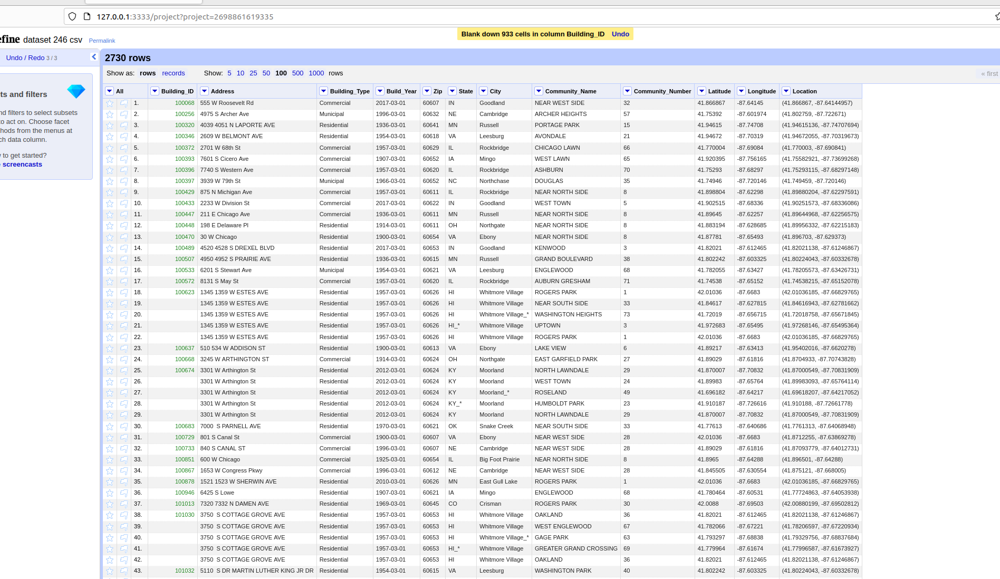 127.0.0.1:3333/project?project=2698861619335
efine dataset 246 csv Permalink
Blank down 933 cells in column Building_ID Undo
Undo / Redo 3 / 3
2730 rows
Show as: rows records Show: 5 10 25 50 100 500 1000 rows
« first
ts and filters
nd filters to select subsets
to act on. Choose facet
hods from the menus at
ch data column.
to get started?
screencasts
All Building_ID Address Building_Type Build_Year Zip State City Community_Name Community_Number Latitude Longitude Location
1. 100068 555 W Roosevelt Rd Commercial 2017-03-01 60607 IN Goodland NEAR WEST SIDE 32 41.866867 -87.64145 (41.866867, -87.64144957)
2. 100256 4975 S Archer Ave Municipal 1996-03-01 60632 NE Cambridge ARCHER HEIGHTS 57 41.75392 -87.601974 (41.802759, -87.722671)
3. 100320 4039 4051 N LAPORTE AVE Residential 1936-03-01 60641 MN Russell PORTAGE PARK 15 41.94615 -87.74708 (41.94615136, -87.74707694)
4. 100346 2609 W BELMONT AVE Residential 1954-03-01 60618 VA Leesburg AVONDALE 21 41.94672 -87.70319 (41.94672055, -87.70319673)
5. 100372 2701 W 68th St Commercial 1957-03-01 60629 IL Rockbridge CHICAGO LAWN 66 41.770004 -87.69084 (41.770003, -87.690841)
6. 100393 7601 S Cicero Ave Commercial 1907-03-01 60652 IA Mingo WEST LAWN 65 41.920395 -87.756165 (41.75582921, -87.73699268)
7. 100396 7740 S Western Ave Commercial 1957-03-01 60620 IL Rockbridge ASHBURN 70 41.75293 -87.68297 (41.75293115, -87.68297148)
8. 100397 3939 W 79th St Municipal 1966-03-01 60652 NC Northchase DOUGLAS 35 41.74946 -87.720146 (41.749459, -87.720146)
9. 100429 875 N Michigan Ave Commercial 1957-03-01 60611 IL Rockbridge NEAR NORTH SIDE 8 41.898804 -87.62298 (41.89880204, -87.62297591)
10. 100433 2233 W Division St Commercial 2017-03-01 60622 IN Goodland WEST TOWN 5 41.902515 -87.68336 (41.90251573, -87.68336086)
11. 100447 211 E Chicago Ave Commercial 1936-03-01 60611 MN Russell NEAR NORTH SIDE 8 41.89645 -87.62257 (41.89644968, -87.62256575)
12. 100448 198 E Delaware Pl Residential 1914-03-01 60611 OH Northgate NEAR NORTH SIDE 8 41.883194 -87.628685 (41.89956332, -87.62215183)
13. 100470 30 W Chicago Residential 1900-03-01 60654 VA Ebony NEAR NORTH SIDE 8 41.87781 -87.65493 (41.896703, -87.629373)
14. 100489 4520 4528 S DREXEL BLVD Residential 2017-03-01 60653 IN Goodland KENWOOD 3 41.82021 -87.612465 (41.82021138, -87.61246867)
15. 100507 4950 4952 S PRAIRIE AVE Residential 1936-03-01 60615 MN Russell GRAND BOULEVARD 38 41.802242 -87.603325 (41.80224043, -87.60332678)
16. 100533 6201 S Stewart Ave Municipal 1954-03-01 60621 VA Leesburg ENGLEWOOD 68 41.782055 -87.63427 (41.78205573, -87.63426731)
17. 100572 8131 S May St Commercial 1957-03-01 60620 IL Rockbridge AUBURN GRESHAM 71 41.74538 -87.65152 (41.74538215, -87.65152078)
18. 100623 1345 1359 W ESTES AVE Residential 1957-03-01 60626 HI Whitmore Village ROGERS PARK 1 42.01036 -87.6683 (42.01036185, -87.66829765)
19. 1345 1359 W ESTES AVE Residential 1957-03-01 60626 HI Whitmore Village NEAR SOUTH SIDE 33 41.84617 -87.627815 (41.84616943, -87.62781662)
20. 1345 1359 W ESTES AVE Residential 1957-03-01 60626 HI Whitmore Village_* WASHINGTON HEIGHTS 73 41.72019 -87.656715 (41.72018758, -87.65671845)
21. 1345 1359 W ESTES AVE Residential 1957-03-01 60626 HI_* Whitmore Village UPTOWN 3 41.972683 -87.65495 (41.97268146, -87.65495364)
22. 1345 1359 W ESTES AVE Residential 1957-03-01 60626 HI Whitmore Village ROGERS PARK 1 42.01036 -87.6683 (42.01036185, -87.66829765)
23. 100637 510 534 W ADDISON ST Residential 1900-03-01 60613 VA Ebony LAKE VIEW 6 41.89217 -87.63413 (41.95402016, -87.6620278)
24. 100668 3245 W ARTHINGTON ST Commercial 1914-03-01 60624 OH Northgate EAST GARFIELD PARK 27 41.89029 -87.61816 (41.8704933, -87.70743828)
25. 100674 3301 W Arthington St Residential 2012-03-01 60624 KY Moorland NORTH LAWNDALE 29 41.870007 -87.70832 (41.87000549, -87.70831909)
26. 3301 W Arthington St Residential 2012-03-01 60624 KY Moorland WEST TOWN 24 41.89983 -87.65764 (41.89983093, -87.65764114)
27. 3301 W Arthington St Residential 2012-03-01 60624 KY Moorland_* ROSELAND 49 41.696182 -87.64217 (41.69618207, -87.64217052)
28. 3301 W Arthington St Residential 2012-03-01 60624 KY_* Moorland HUMBOLDT PARK 23 41.910187 -87.726616 (41.910188, -87.72661778)
29. 3301 W Arthington St Residential 2012-03-01 60624 KY Moorland NORTH LAWNDALE 29 41.870007 -87.70832 (41.87000549, -87.70831909)
30. 100683 7000 S PARNELL AVE Residential 1970-03-01 60621 OK Snake Creek NEAR SOUTH SIDE 33 41.77613 -87.640686 (41.7761313, -87.64068948)
31. 100729 801 S Canal St Commercial 1900-03-01 60607 VA Ebony NEAR WEST SIDE 28 42.01036 -87.6683 (41.8712255, -87.63869278)
32. 100733 840 S CANAL ST Commercial 1996-03-01 60607 NE Cambridge NEAR WEST SIDE 28 41.89029 -87.61816 (41.87093779, -87.64012731)
33. 100851 600 W Chicago Commercial 1925-03-01 60654 IL Big Foot Prairie NEAR NORTH SIDE 8 41.8965 -87.64288 (41.896501, -87.64288)
34. 100867 1653 W Congress Pkwy Commercial 1996-03-01 60612 NE Cambridge NEAR WEST SIDE 28 41.845505 -87.630554 (41.875121, -87.668005)
35. 100878 1521 1523 W SHERWIN AVE Residential 2010-03-01 60626 MN East Gull Lake ROGERS PARK 1 42.01036 -87.6683 (42.01036185, -87.66829765)
36. 100946 6425 S Lowe Residential 1907-03-01 60621 IA Mingo ENGLEWOOD 68 41.780464 -87.60531 (41.77724863, -87.64053938)
37. 101013 7320 7332 N DAMEN AVE Residential 1969-03-01 60645 CO Crisman ROGERS PARK 30 42.0088 -87.69503 (42.00880199, -87.69502812)
38. 101030 3750 S COTTAGE GROVE AVE Residential 1957-03-01 60653 HI Whitmore Village OAKLAND 36 41.82021 -87.612465 (41.82021138, -87.61246867)
39. 3750 S COTTAGE GROVE AVE Residential 1957-03-01 60653 HI Whitmore Village WEST ENGLEWOOD 67 41.782066 -87.67221 (41.78206597, -87.67220934)
40. 3750 S COTTAGE GROVE AVE Residential 1957-03-01 60653 HI Whitmore Village_* GAGE PARK 63 41.793297 -87.68838 (41.79329756, -87.68837684)
41. 3750 S COTTAGE GROVE AVE Residential 1957-03-01 60653 HI_* Whitmore Village GREATER GRAND CROSSING 69 41.779964 -87.61674 (41.77996587, -87.61673927)
42. 3750 S COTTAGE GROVE AVE Residential 1957-03-01 60653 HI Whitmore Village OAKLAND 36 41.82021 -87.612465 (41.82021138, -87.61246867)
43. 101032 5110 S DR MARTIN LUTHER KING JR DR Residential 1954-03-01 60615 VA Leesburg WASHINGTON PARK 40 41.802242 -87.603325 (41.80224043, -87.60332678)